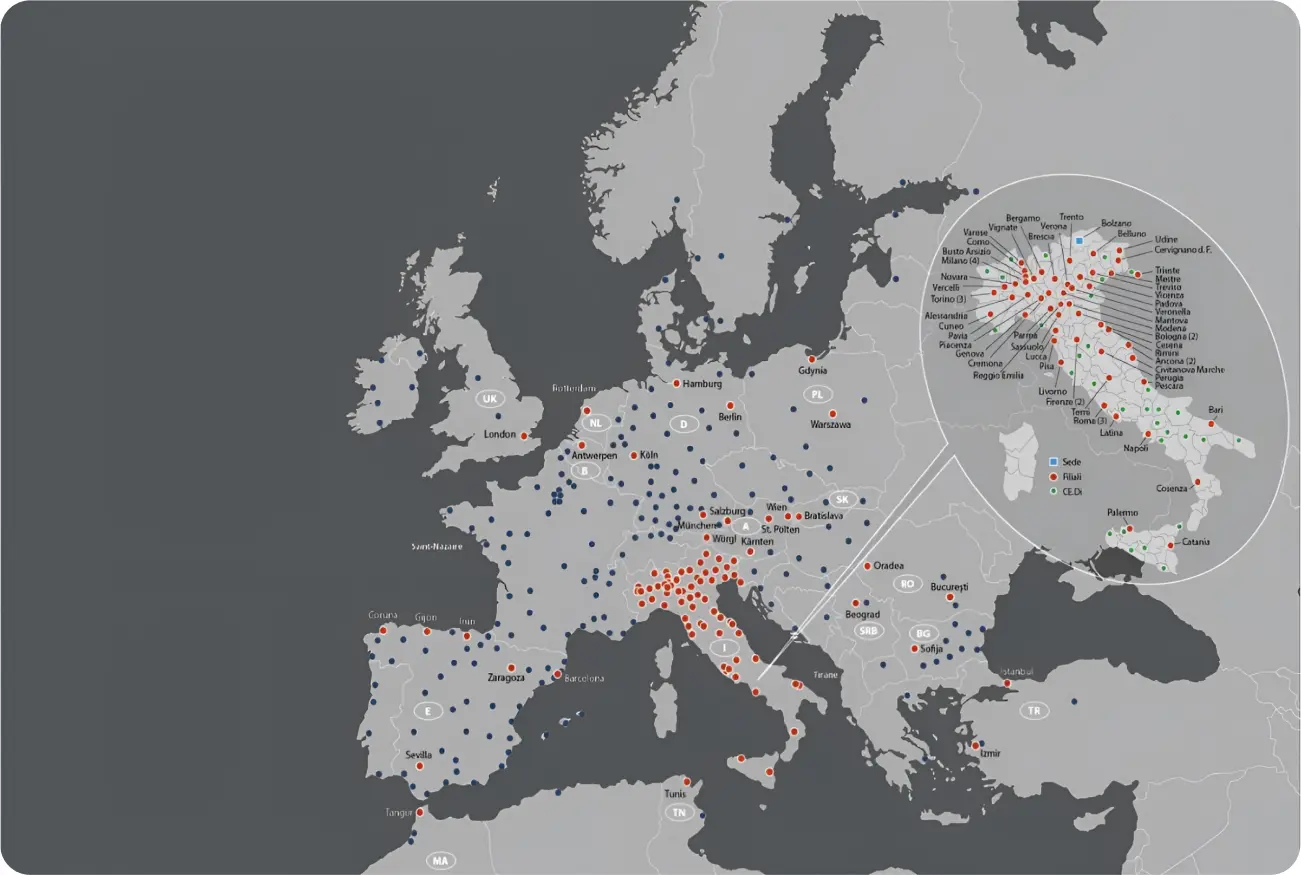 Bergamo
Trento
Vignate
Verona
Bolzano
Varese
Brescia
Belluno
Como
Udine
Busto Arsizio
Cervignano d. F.
Milano (4)
Trieste
Novara
Mestre
Vercelli
Treviso
Torino (3)
Vicenza
Padova
Veronella
Alessandria
Mantova
Cuneo
Modena
Pavia
Parma
Bologna (2)
Piacenza
Sassuolo
Cesena
Genova
Lucca
Rimini
Cremona
Pisa
Ancona (2)
Reggio Emilia
Civitanova Marche
Perugia
Pescara
Livorno
Firenze (2)
Terni
Roma (3)
Bari
Latina
Napoli
Sede
Filiali
CE.Di
Cosenza
Palermo
Catania
Gdynia
Hamburg
Rotterdam
PL
UK
Berlin
NL
D
Warszawa
London
Antwerpen
Köln
B
SK
Salzburg
Wien
Bratislava
München
A
St. Pölten
Wörgl
Kärnten
Saint-Nazaire
Oradea
RO
Bucureşti
Beograd
Coruna
Gijon
Irun
SRB
BG
I
Sofija
Zaragoza
Barcelona
Tirane
Istanbul
E
TR
Sevilla
Izmir
Tunis
TN
MA